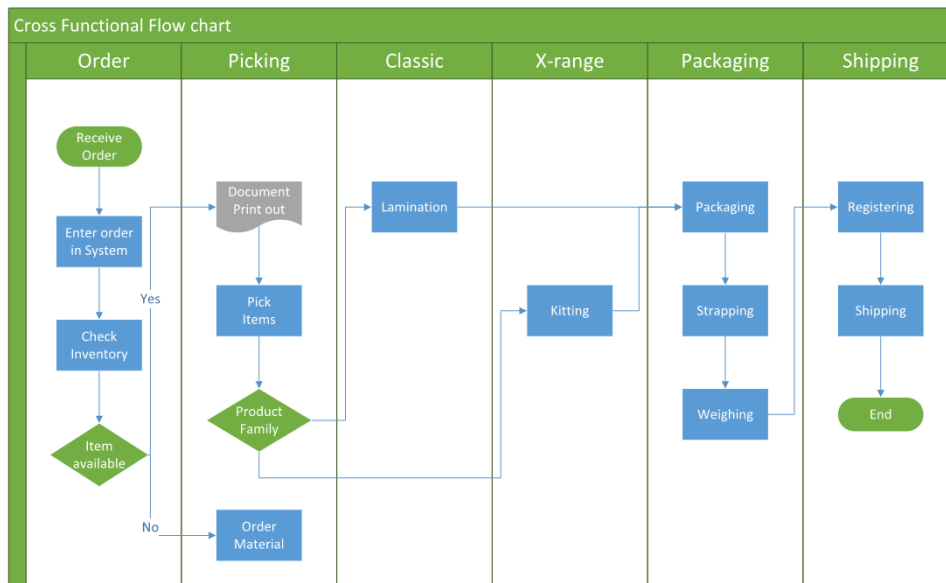 Cross Functional Flow chart
Order
Picking
Classic
X-range
Packaging
Shipping
Receive
Order
Enter order
in System
Check
Inventory
Item
available
Yes
No
Document
Print out
Pick
Items
Product
Family
Order
Material
Lamination
Kitting
Packaging
Strapping
Weighing
Registering
Shipping
End